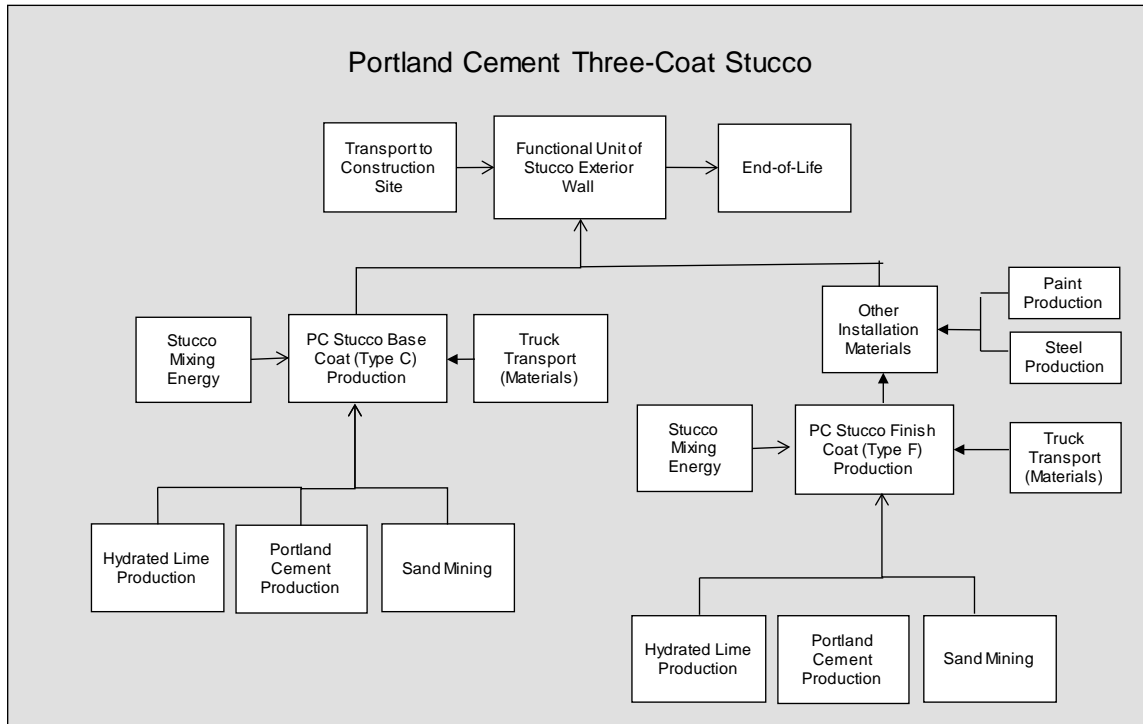 Portland Cement Three-Coat Stucco
Transport to
Construction
Site
Functional Unit of
Stucco Exterior
Wall
End-of-Life
Stucco
Mixing
Energy
PC Stucco Base
Coat (Type C)
Production
Truck
Transport
(Materials)
Other
Installation
Materials
Paint
Production
Steel
Production
Stucco
Mixing
Energy
PC Stucco Finish
Coat (Type F)
Production
Truck
Transport
(Materials)
Hydrated Lime
Production
Portland
Cement
Production
Sand Mining
Hydrated Lime
Production
Portland
Cement
Production
Sand Mining